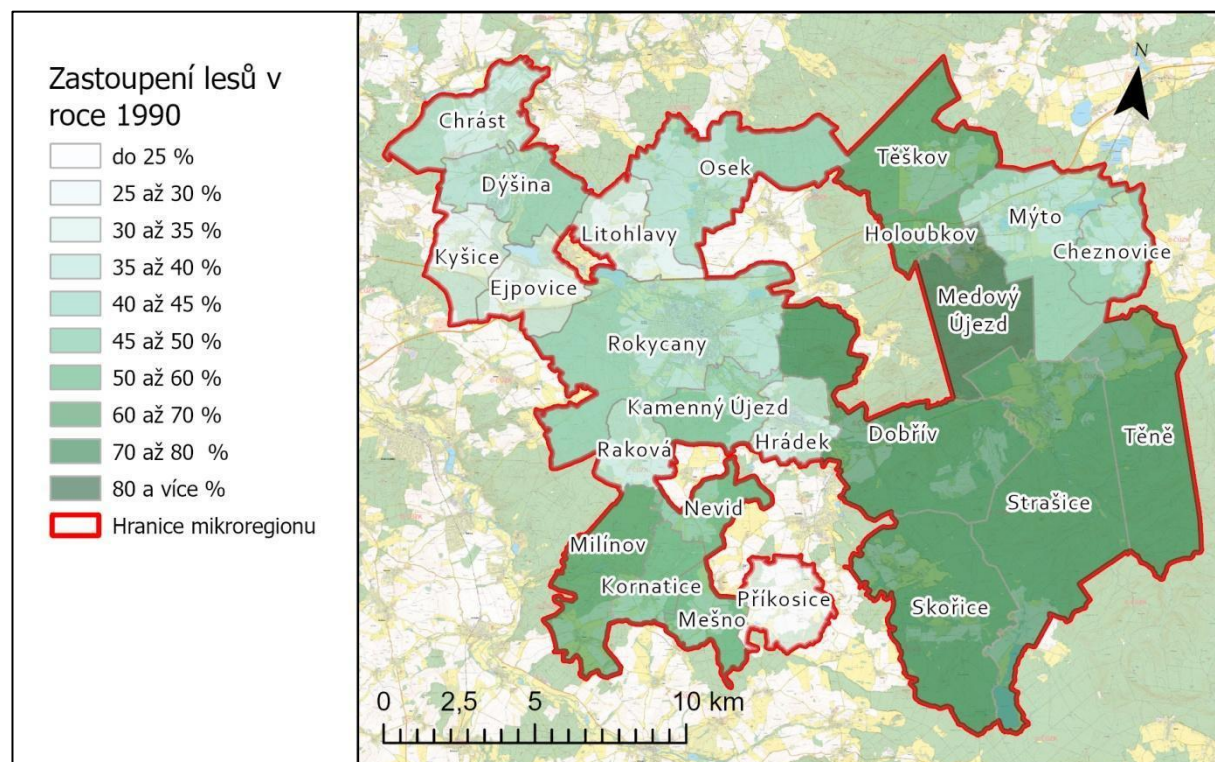 Zastoupení lesů v
roce 1990
do 25 %
25 až 30 %
30 až 35 %
35 až 40 %
40 až 45 %
45 až 50 %
50 až 60 %
60 až 70 %
70 až 80 %
80 a více %
Hranice mikroregionu
N
Chrást
Těškov
Osek
Dýšina
Mýto
Litohlavy
Holoubkov
Cheznovice
Kyšice
Ejpovice
Medový
Újezd
Rokycany
Kamenný Újezd
Hrádek
Dobřív
Těně
Raková
Strašice
Nevid
Milínov
Kornatice
Příkosice
Skořice
Mešno
0 2,5 5 10 km